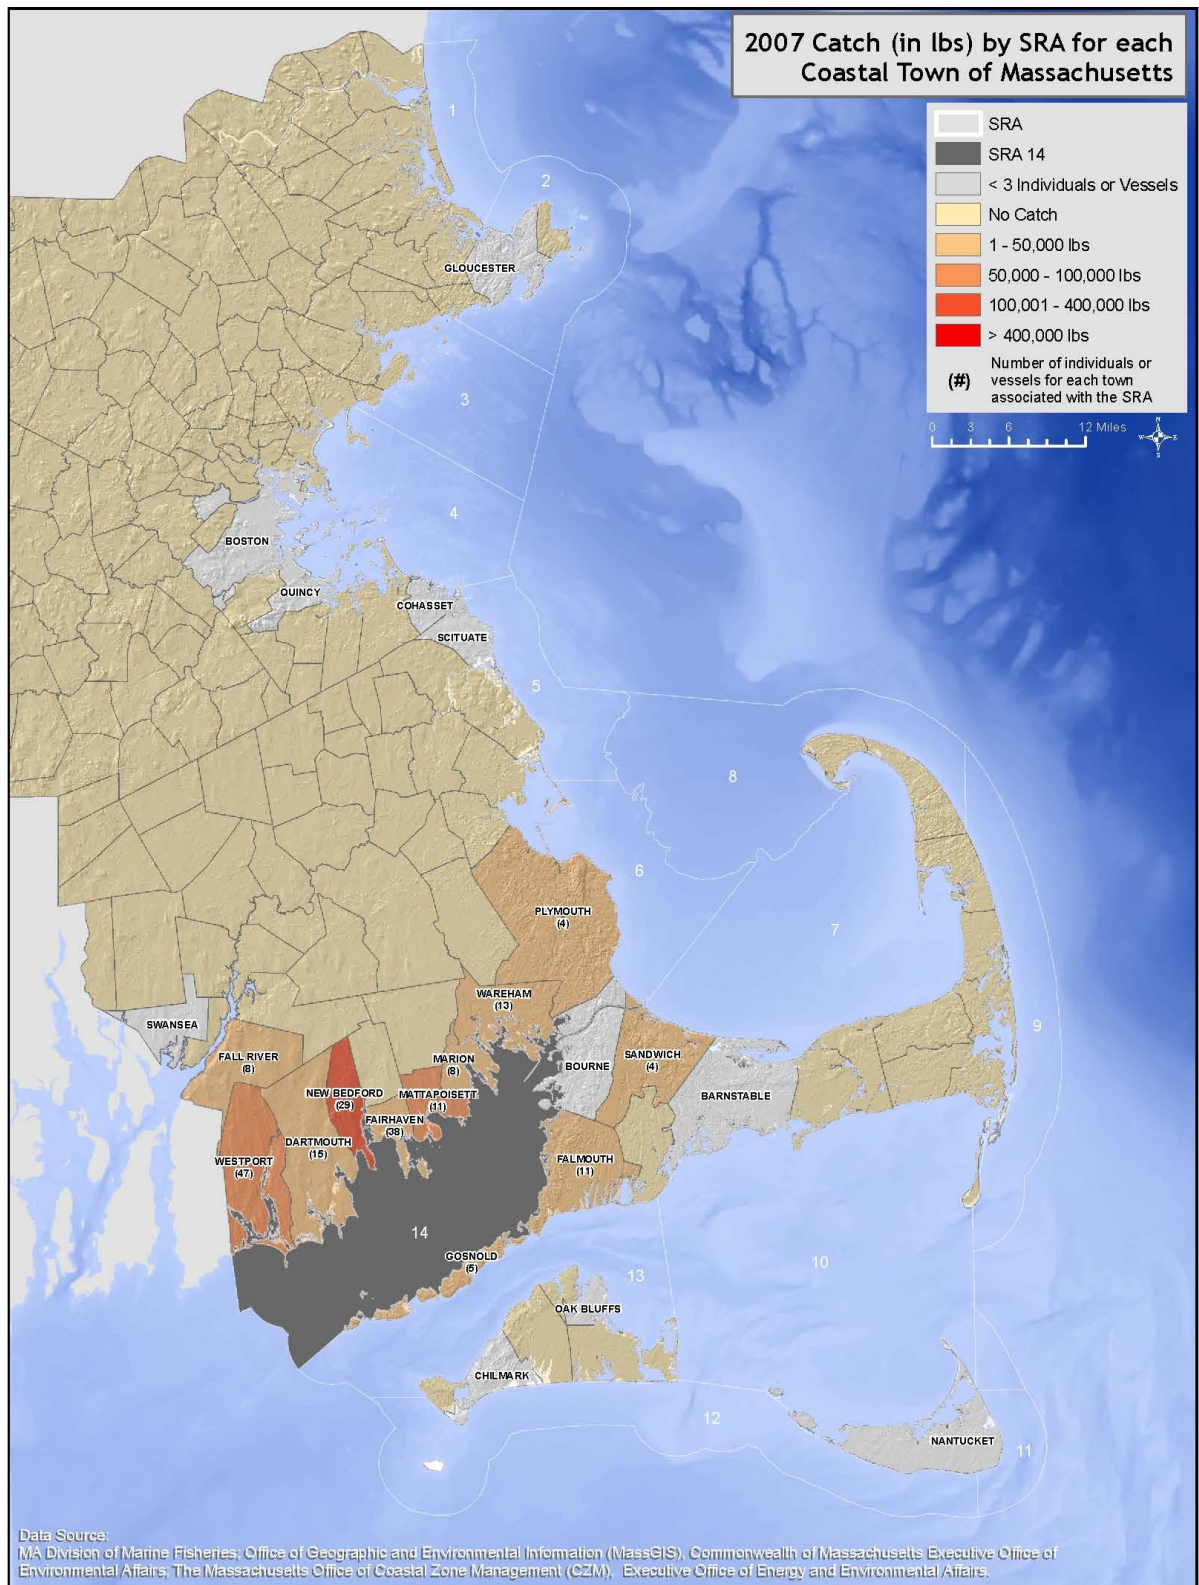 2007 Catch (in lbs) by SRA for each
Coastal Town of Massachusetts
SRA
SRA 14
< 3 Individuals or Vessels
No Catch
1 - 50,000 lbs
50,000 - 100,000 lbs
100,001 - 400,000 lbs
> 400,000 lbs
(#)
Number of individuals or
vessels for each town
associated with the SRA
0 3 6 12 Miles
N
W E
S
1
2
GLOUCESTER
3
4
BOSTON
QUINCY
COHASSET
SCITUATE
5
8
6
PLYMOUTH
(4)
7
WAREHAM
(13)
SWANSEA
9
FALL RIVER
(8)
MARION
(8)
BOURNE
SANDWICH
(4)
NEW BEDFORD
(29)
MATTAPOISETT
(11)
BARNSTABLE
FAIRHAVEN
(38)
DARTMOUTH
(15)
WESTPORT
(47)
FALMOUTH
(11)
14
GOSNOLD
(5)
13
10
OAK BLUFFS
CHILMARK
12
NANTUCKET
11
Data Source:
MA Division of Marine Fisheries; Office of Geographic and Environmental Information (MassGIS), Commonwealth of Massachusetts Executive Office of
Environmental Affairs; The Massachusetts Office of Coastal Zone Management (CZM), Executive Office of Energy and Environmental Affairs.